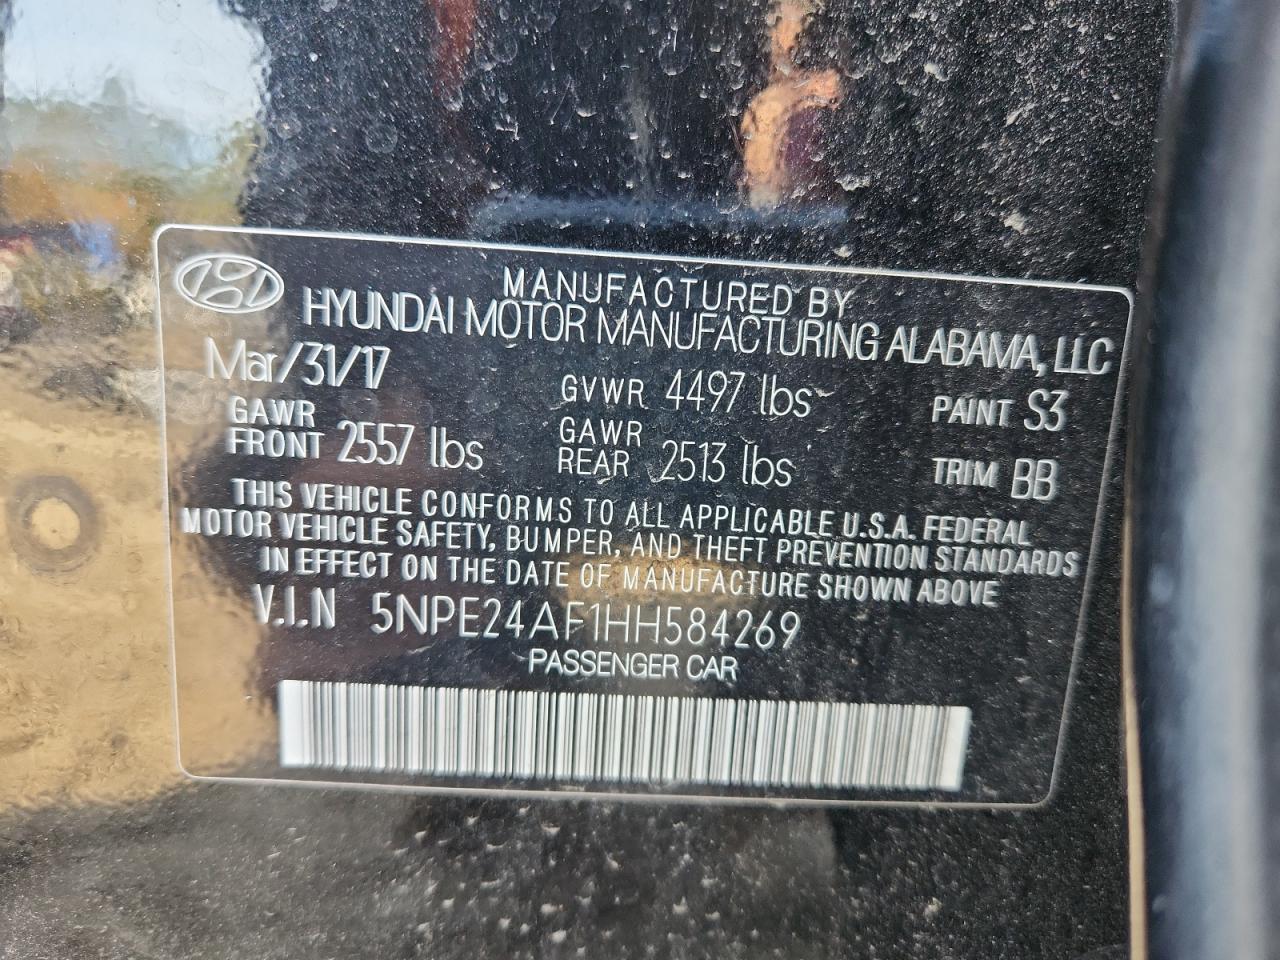 MANUFACTURED BY
HYUNDAI MOTOR MANUFACTURING ALABAMA, LLC
Mar/31/17 GVWR 4497 lbs PAINT S3
GAWR FRONT 2557 lbs GAWR REAR 2513 lbs TRIM BB
THIS VEHICLE CONFORMS TO ALL APPLICABLE U.S.A. FEDERAL
MOTOR VEHICLE SAFETY, BUMPER, AND THEFT PREVENTION STANDARDS
IN EFFECT ON THE DATE OF MANUFACTURE SHOWN ABOVE
V.I.N 5NPE24AF1HH584269
PASSENGER CAR